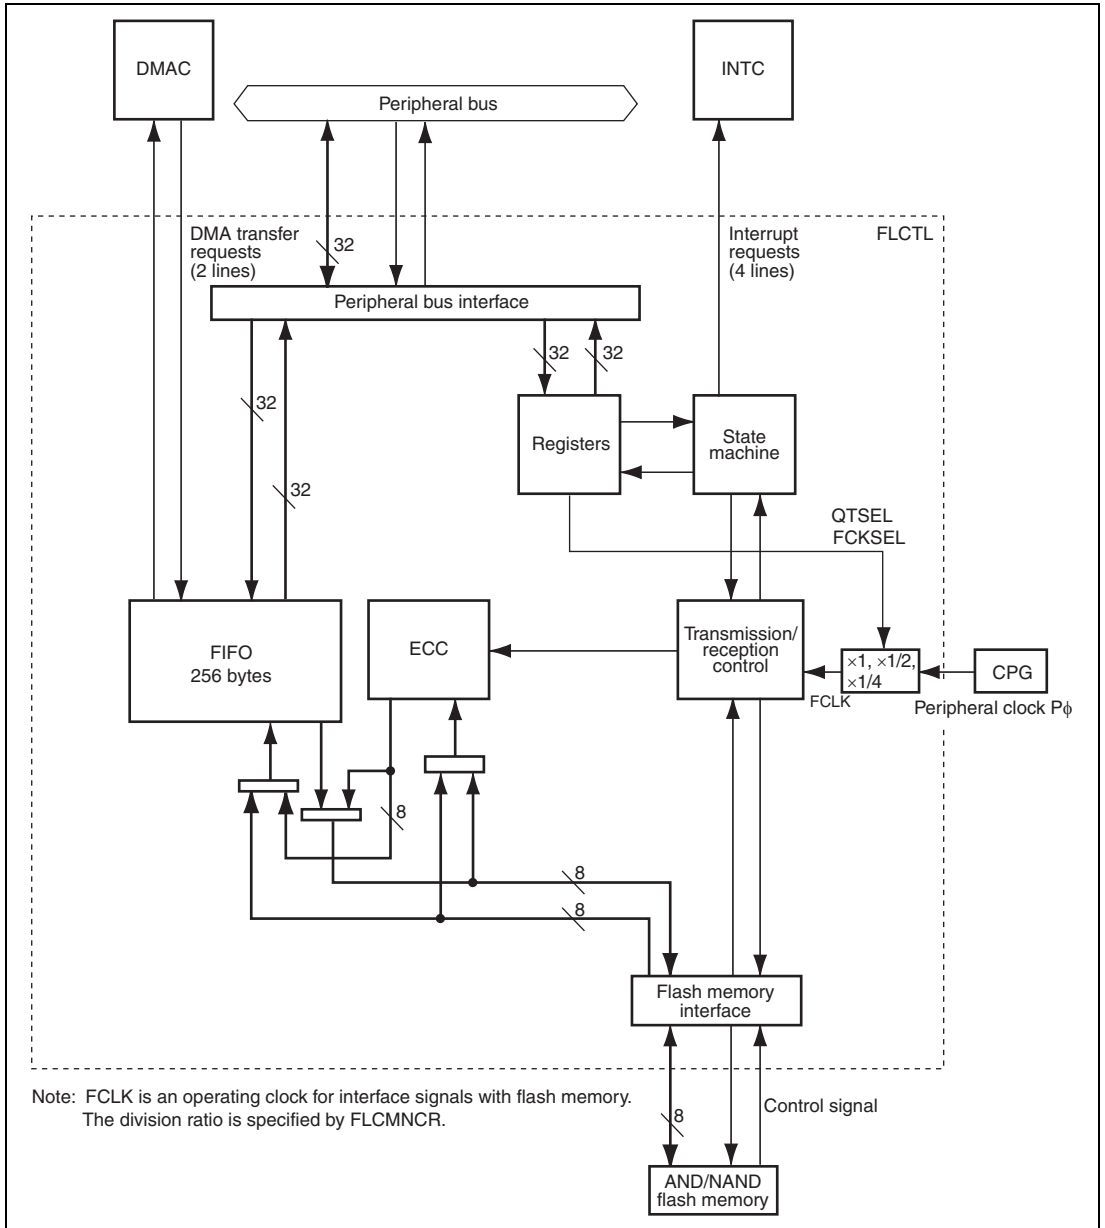 DMAC
INTC
Peripheral bus
DMA transfer
requests
(2 lines)
32
Interrupt
requests
(4 lines)
FLCTL
Peripheral bus interface
32
32
32
32
Registers
State
machine
QTSEL
FCKSEL
FIFO
256 bytes
ECC
Transmission/
reception
control
×1, ×1/2,
×1/4
CPG
FCLK
Peripheral clock Pϕ
8
8
8
Flash memory
interface
Note: FCLK is an operating clock for interface signals with flash memory.
The division ratio is specified by FLCMNCR.
8
Control signal
AND/NAND
flash memory